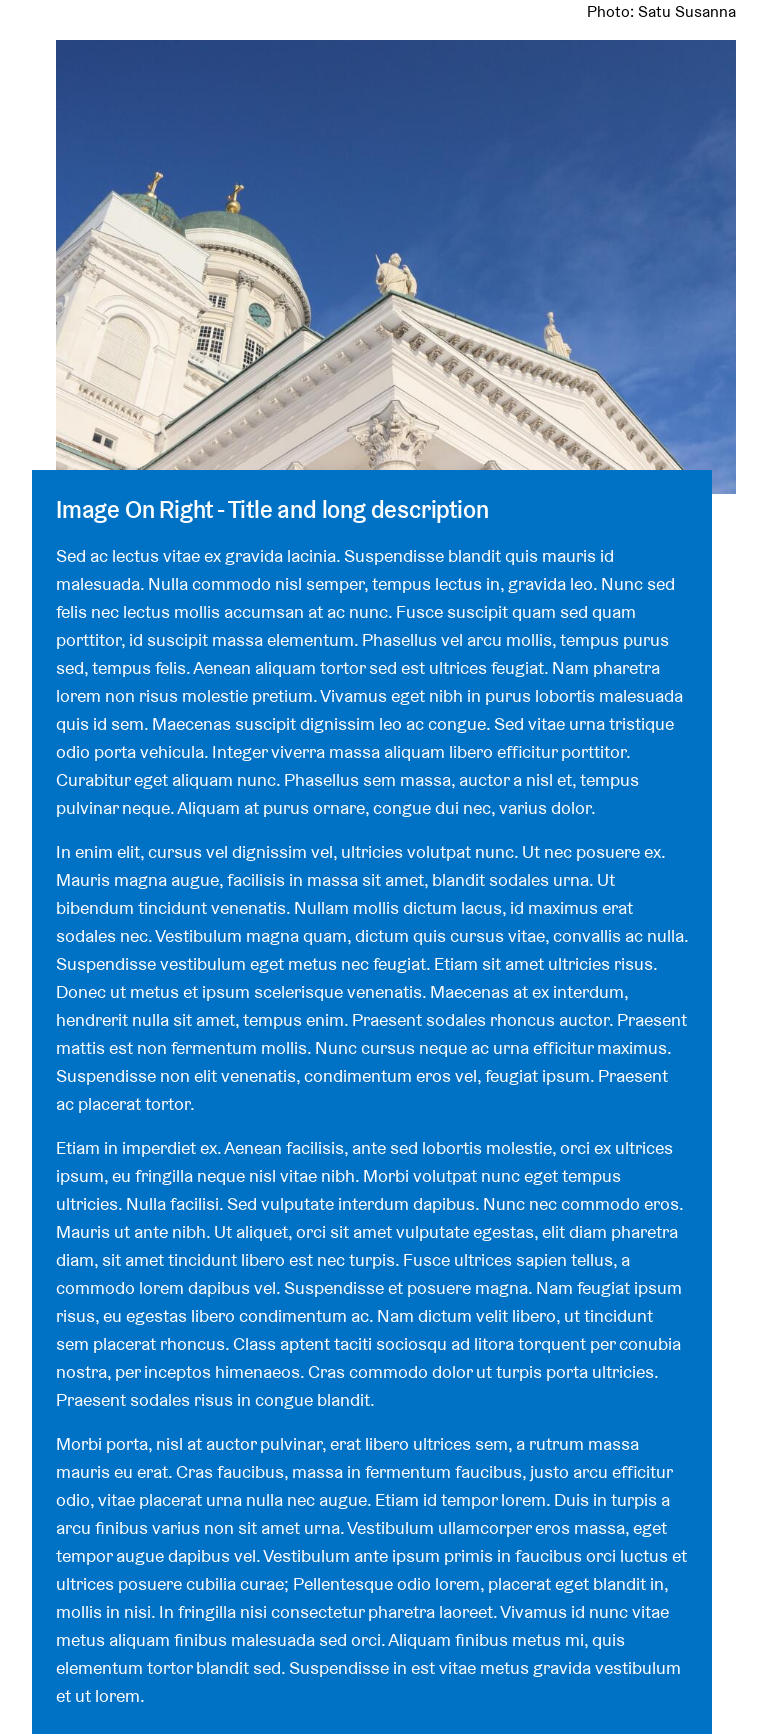 Photo: Satu Susanna
Image On Right - Title and long description
Sed ac lectus vitae ex gravida lacinia. Suspendisse blandit quis mauris id
malesuada. Nulla commodo nisl semper, tempus lectus in, gravida leo. Nunc sed
felis nec lectus mollis accumsan at ac nunc. Fusce suscipit quam sed quam
porttitor, id suscipit massa elementum. Phasellus vel arcu mollis, tempus purus
sed, tempus felis. Aenean aliquam tortor sed est ultrices feugiat. Nam pharetra
lorem non risus molestie pretium. Vivamus eget nibh in purus lobortis malesuada
quis id sem. Maecenas suscipit dignissim leo ac congue. Sed vitae urna tristique
odio porta vehicula. Integer viverra massa aliquam libero efficitur porttitor.
Curabitur eget aliquam nunc. Phasellus sem massa, auctor a nisl et, tempus
pulvinar neque. Aliquam at purus ornare, congue dui nec, varius dolor.
In enim elit, cursus vel dignissim vel, ultricies volutpat nunc. Ut nec posuere ex.
Mauris magna augue, facilisis in massa sit amet, blandit sodales urna. Ut
bibendum tincidunt venenatis. Nullam mollis dictum lacus, id maximus erat
sodales nec. Vestibulum magna quam, dictum quis cursus vitae, convallis ac nulla.
Suspendisse vestibulum eget metus nec feugiat. Etiam sit amet ultricies risus.
Donec ut metus et ipsum scelerisque venenatis. Maecenas at ex interdum,
hendrerit nulla sit amet, tempus enim. Praesent sodales rhoncus auctor. Praesent
mattis est non fermentum mollis. Nunc cursus neque ac urna efficitur maximus.
Suspendisse non elit venenatis, condimentum eros vel, feugiat ipsum. Praesent
ac placerat tortor.
Etiam in imperdiet ex. Aenean facilisis, ante sed lobortis molestie, orci ex ultrices
ipsum, eu fringilla neque nisl vitae nibh. Morbi volutpat nunc eget tempus
ultricies. Nulla facilisi. Sed vulputate interdum dapibus. Nunc nec commodo eros.
Mauris ut ante nibh. Ut aliquet, orci sit amet vulputate egestas, elit diam pharetra
diam, sit amet tincidunt libero est nec turpis. Fusce ultrices sapien tellus, a
commodo lorem dapibus vel. Suspendisse et posuere magna. Nam feugiat ipsum
risus, eu egestas libero condimentum ac. Nam dictum velit libero, ut tincidunt
sem placerat rhoncus. Class aptent taciti sociosqu ad litora torquent per conubia
nostra, per inceptos himenaeos. Cras commodo dolor ut turpis porta ultricies.
Praesent sodales risus in congue blandit.
Morbi porta, nisl at auctor pulvinar, erat libero ultrices sem, a rutrum massa
mauris eu erat. Cras faucibus, massa in fermentum faucibus, justo arcu efficitur
odio, vitae placerat urna nulla nec augue. Etiam id tempor lorem. Duis in turpis a
arcu finibus varius non sit amet urna. Vestibulum ullamcorper eros massa, eget
tempor augue dapibus vel. Vestibulum ante ipsum primis in faucibus orci luctus et
ultrices posuere cubilia curae; Pellentesque odio lorem, placerat eget blandit in,
mollis in nisi. In fringilla nisi consectetur pharetra laoreet. Vivamus id nunc vitae
metus aliquam finibus malesuada sed orci. Aliquam finibus metus mi, quis
elementum tortor blandit sed. Suspendisse in est vitae metus gravida vestibulum
et ut lorem.